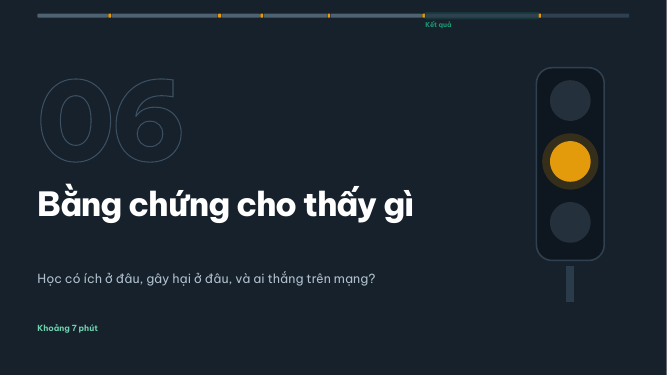 Kết quả
06
Bằng chứng cho thấy gì
Học có ích ở đâu, gây hại ở đâu, và ai thắng trên mạng?
Khoảng 7 phút